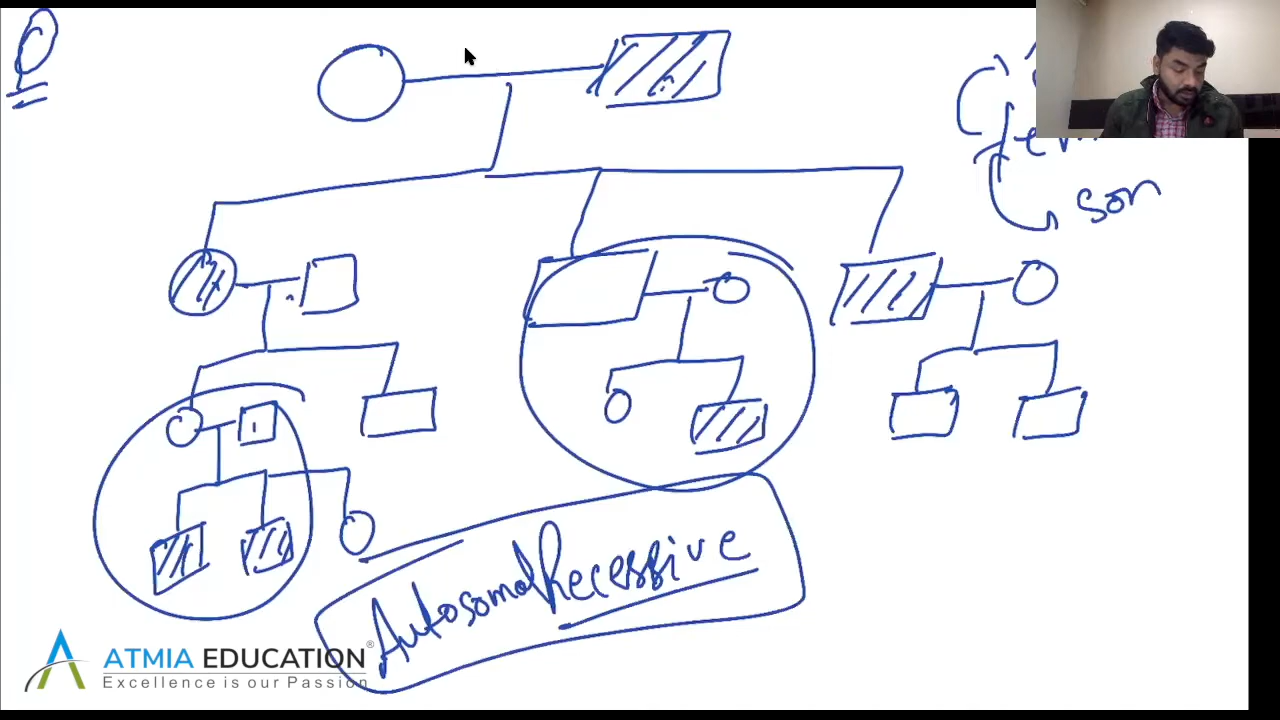 Q
son
Autosomal Recessive
ATMIA EDUCATION®
Excellence is our Passion